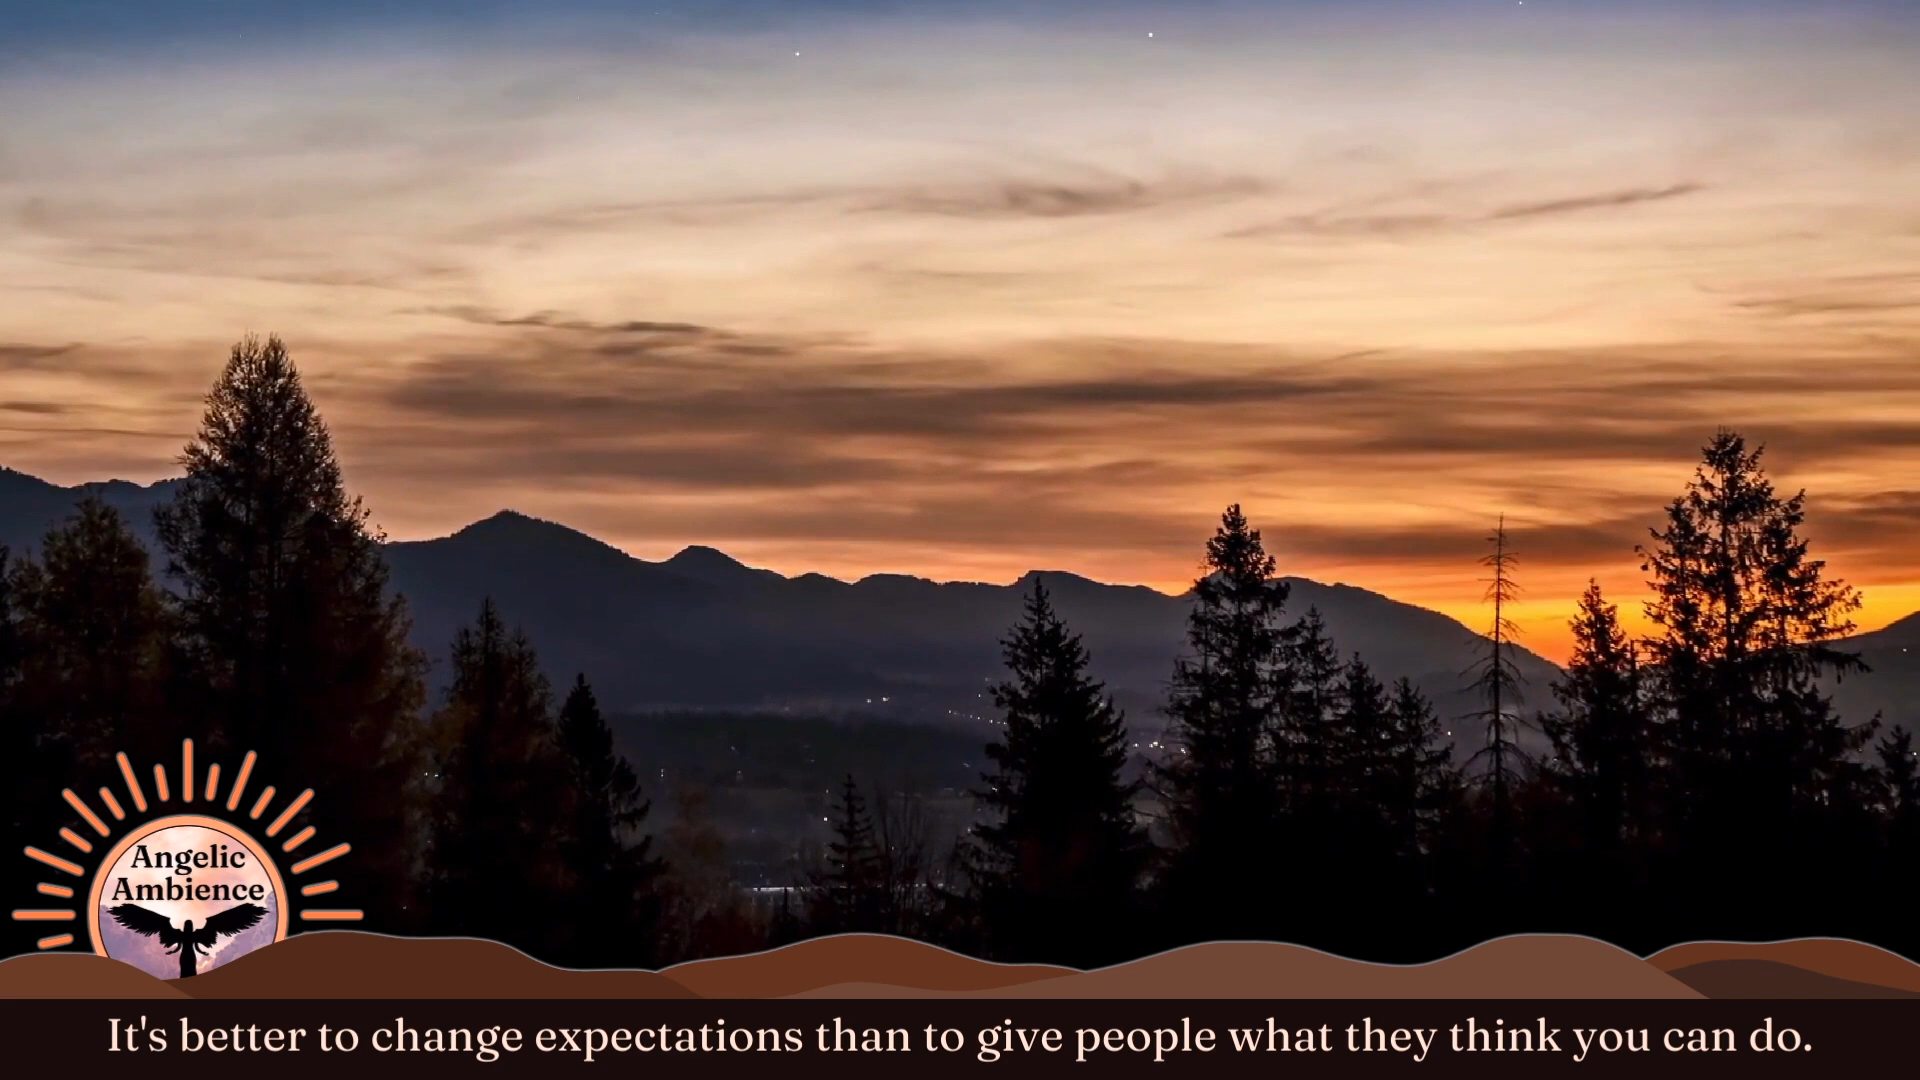 Angelic
Ambience
It's better to change expectations than to give people what they think you can do.